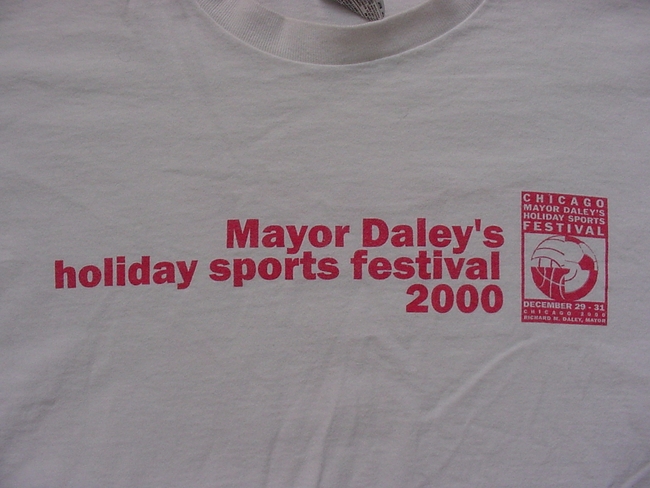 Mayor Daley's
holiday sports festival
2000
CHICAGO
MAYOR DALEY'S
HOLIDAY SPORTS
FESTIVAL
DECEMBER 29 - 31
CHICAGO 2000
RICHARD M. DALEY, MAYOR